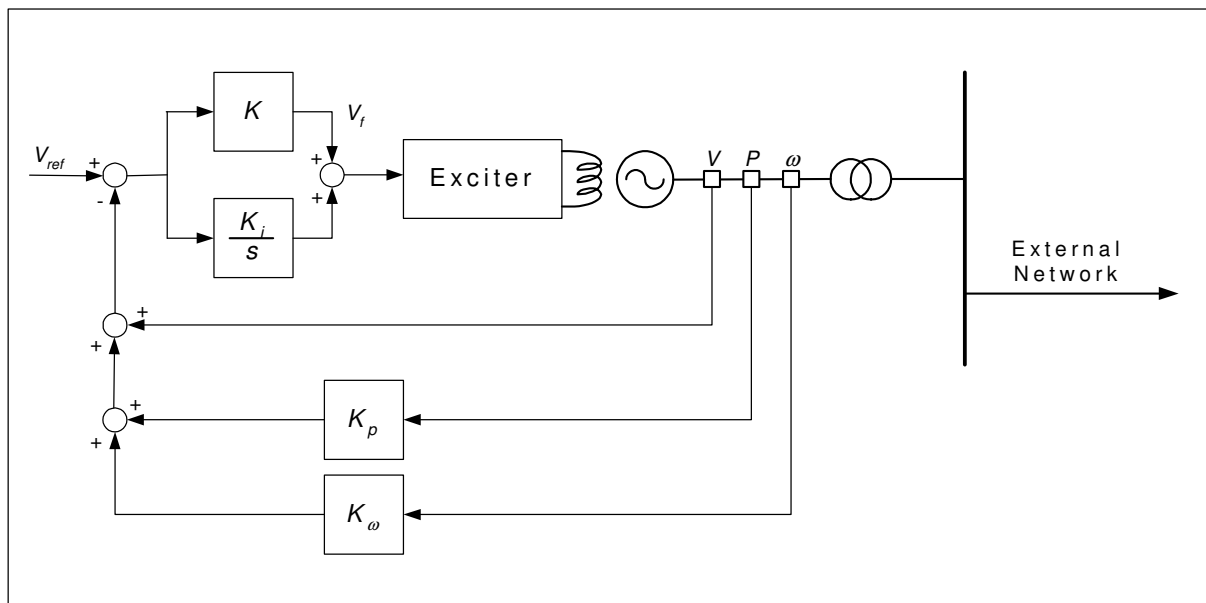 K
V_f
V_ref
+
-
+
+
Exciter
V P ω
K_i
s
External
Network
+
+
K_p
+
+
K_ω